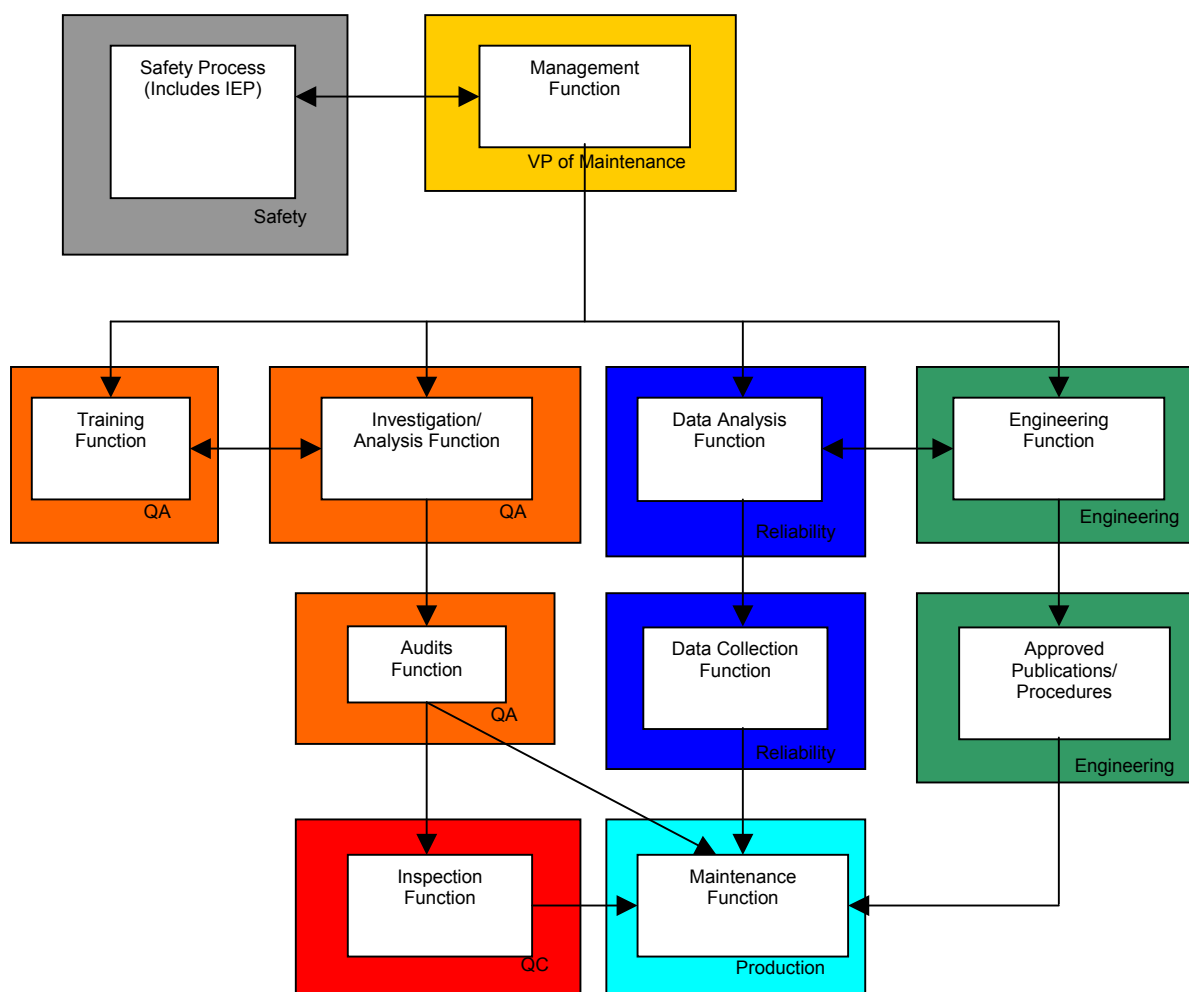 Safety Process
(Includes IEP)
Safety
Management
Function
VP of Maintenance
Training
Function
QA
Investigation/
Analysis Function
QA
Data Analysis
Function
Reliability
Engineering
Function
Engineering
Audits
Function
QA
Data Collection
Function
Reliability
Approved
Publications/
Procedures
Engineering
Inspection
Function
QC
Maintenance
Function
Production